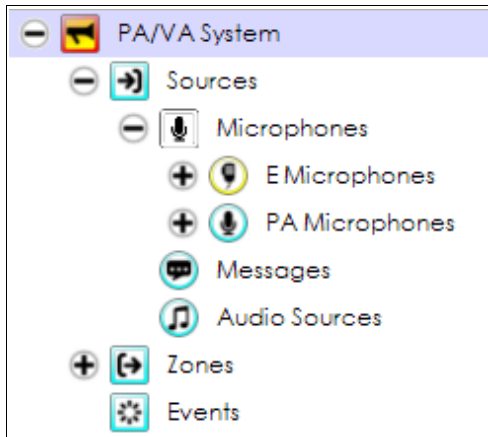 PA/VA System
Sources
Microphones
E Microphones
PA Microphones
Messages
Audio Sources
Zones
Events